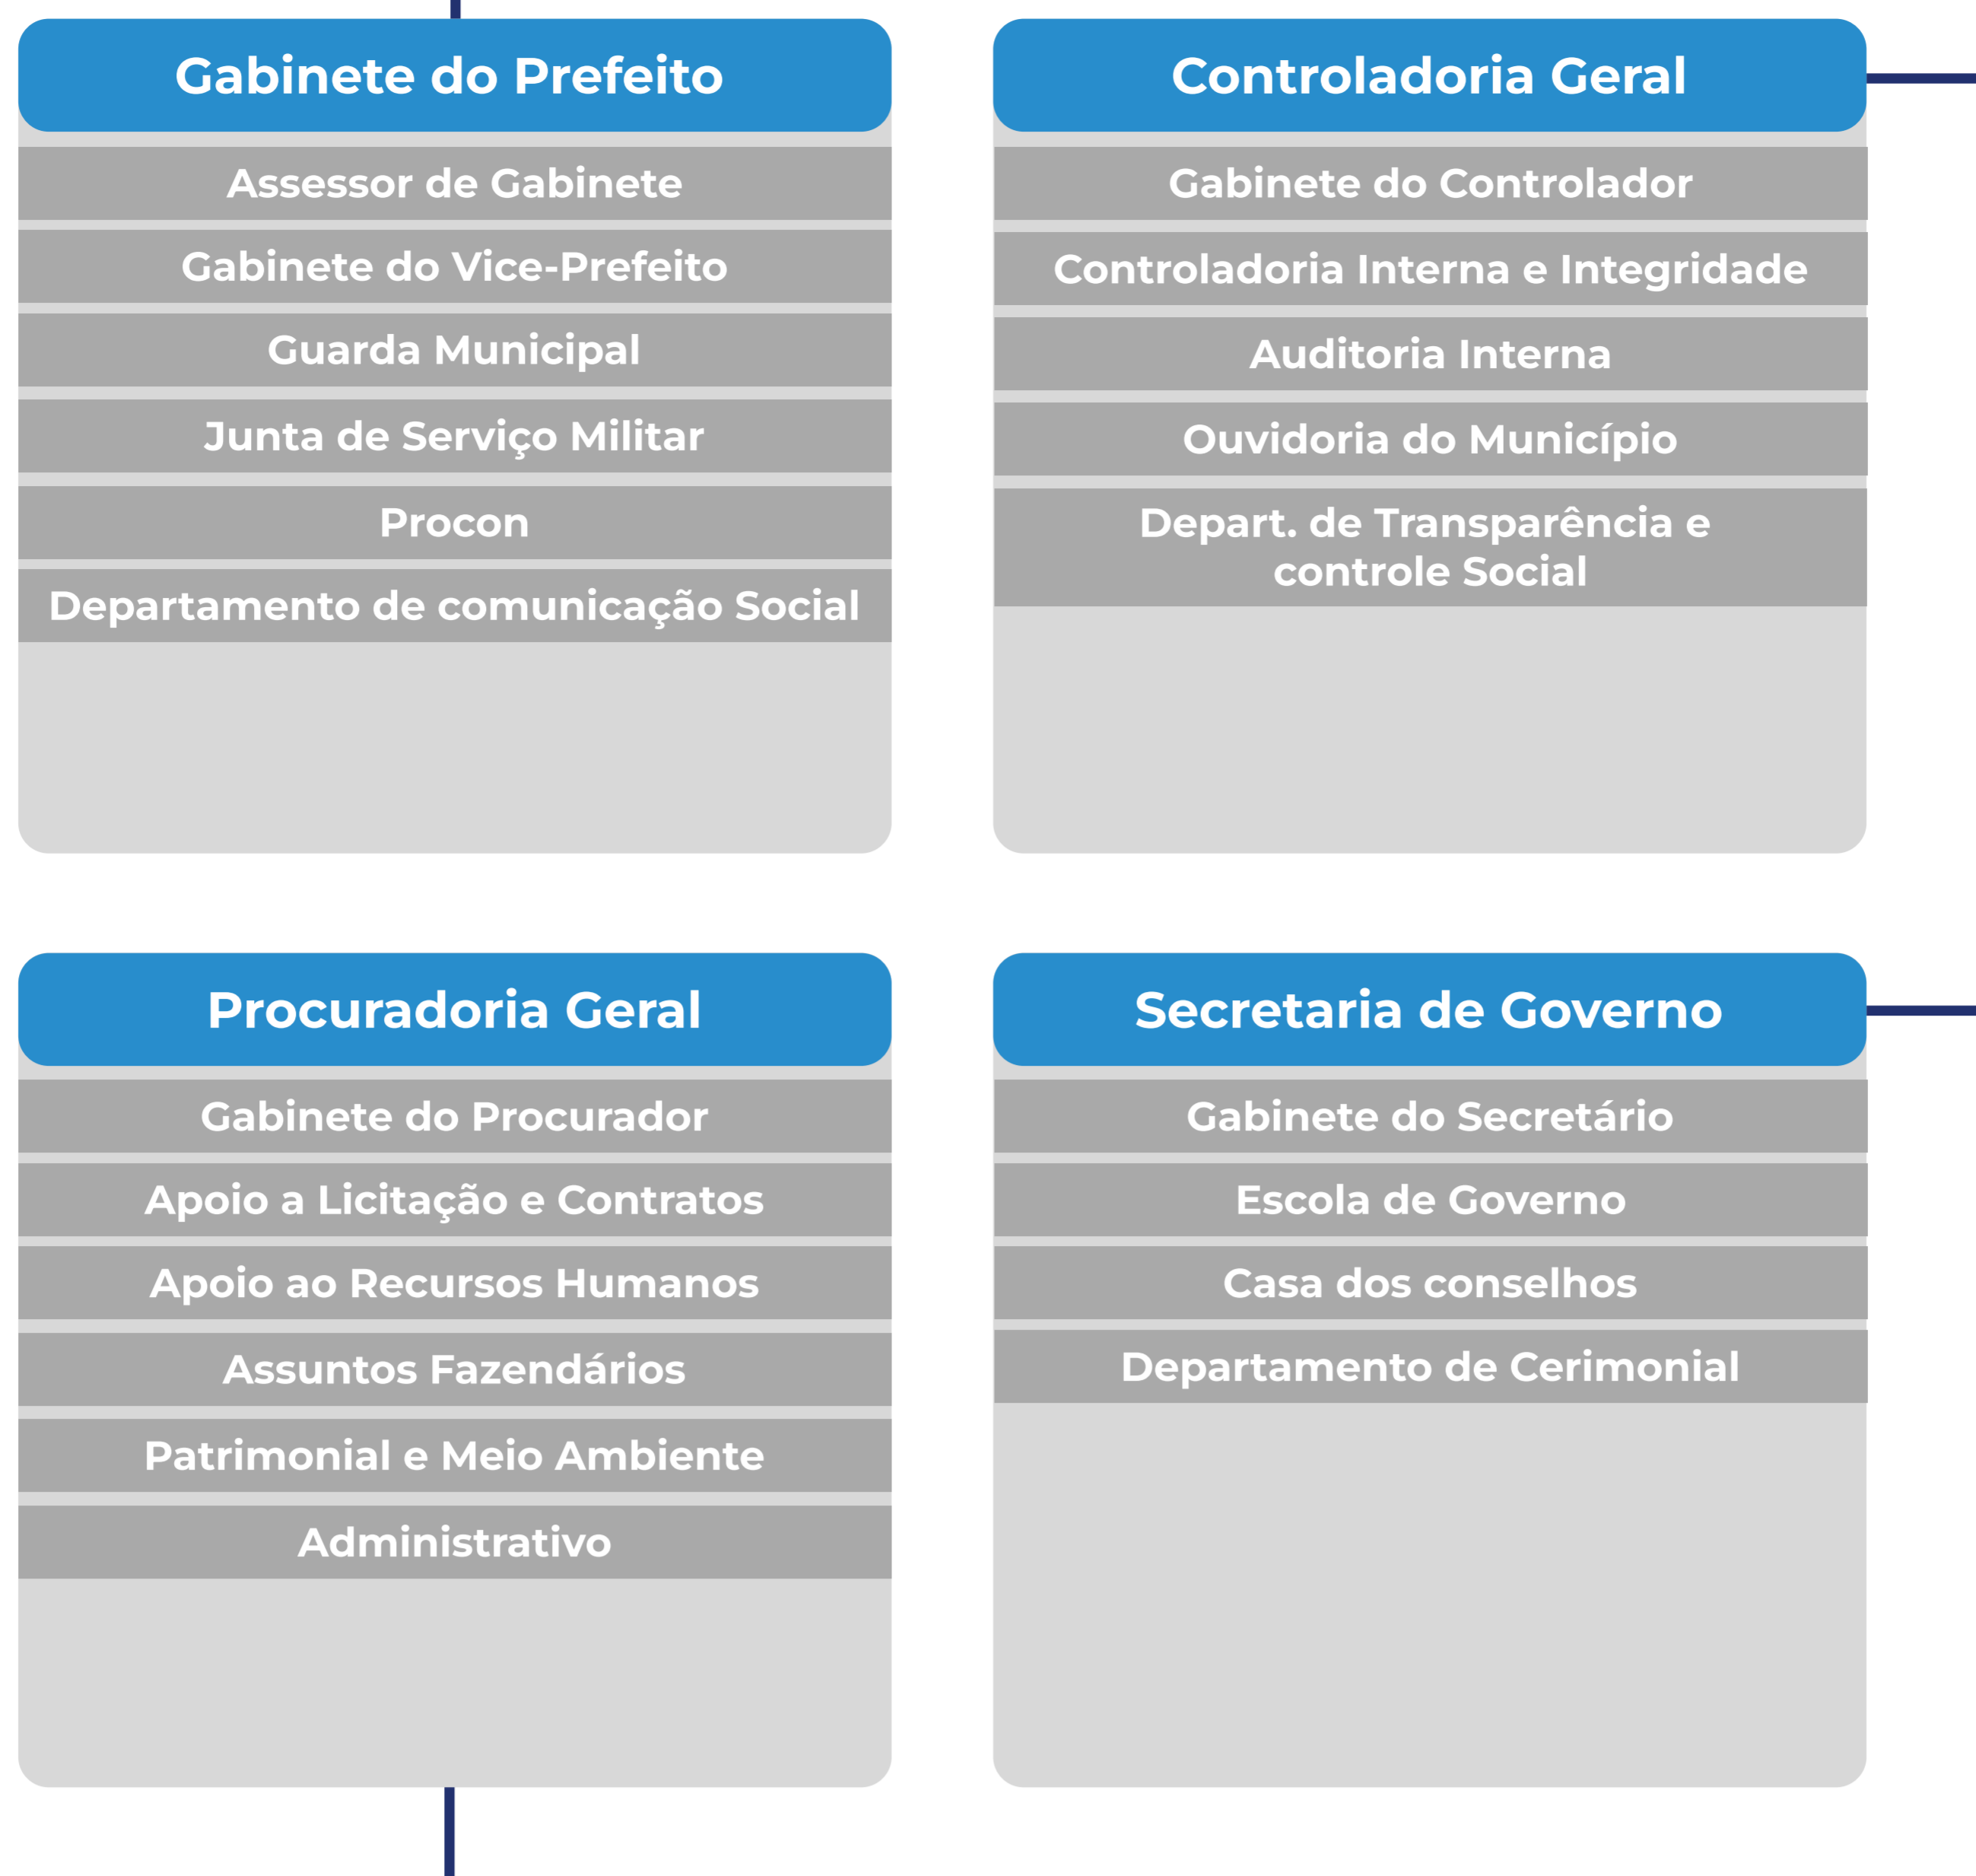 Gabinete do Prefeito
Assessor de Gabinete
Gabinete do Vice-Prefeito
Guarda Municipal
Junta de Serviço Militar
Procon
Departamento de comunicação Social
Controladoria Geral
Gabinete do Controlador
Controladoria Interna e Integridade
Auditoria Interna
Ouvidoria do Município
Depart. de Transparência e
controle Social
Procuradoria Geral
Gabinete do Procurador
Apoio a Licitação e Contratos
Apoio ao Recursos Humanos
Assuntos Fazendários
Patrimonial e Meio Ambiente
Administrativo
Secretaria de Governo
Gabinete do Secretário
Escola de Governo
Casa dos conselhos
Departamento de Cerimonial